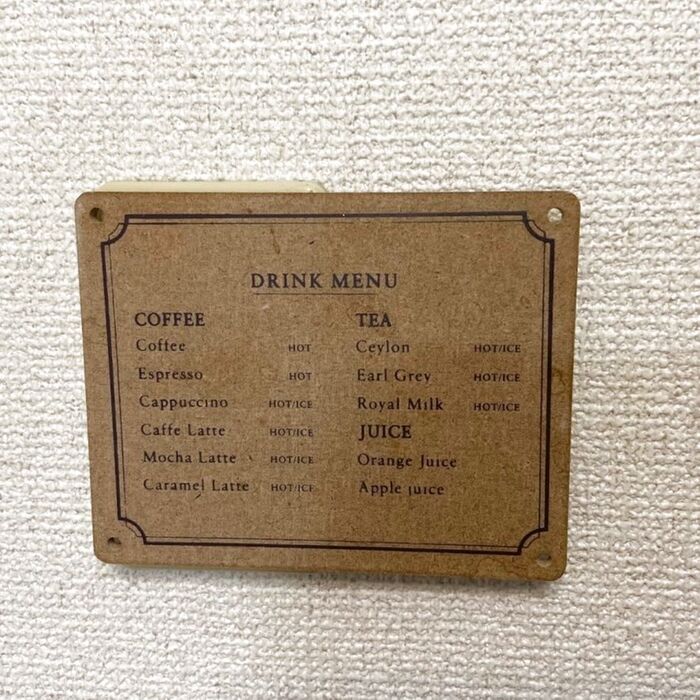 DRINK MENU
COFFEE
Coffee HOT
Espresso HOT
Cappuccino HOT/ICE
Caffe Latte HOT/ICE
Mocha Latte HOT/ICE
Caramel Latte HOT/ICE
TEA
Ceylon HOT/ICE
Earl Grey HOT/ICE
Royal Milk HOT/ICE
JUICE
Orange Juice
Apple juice